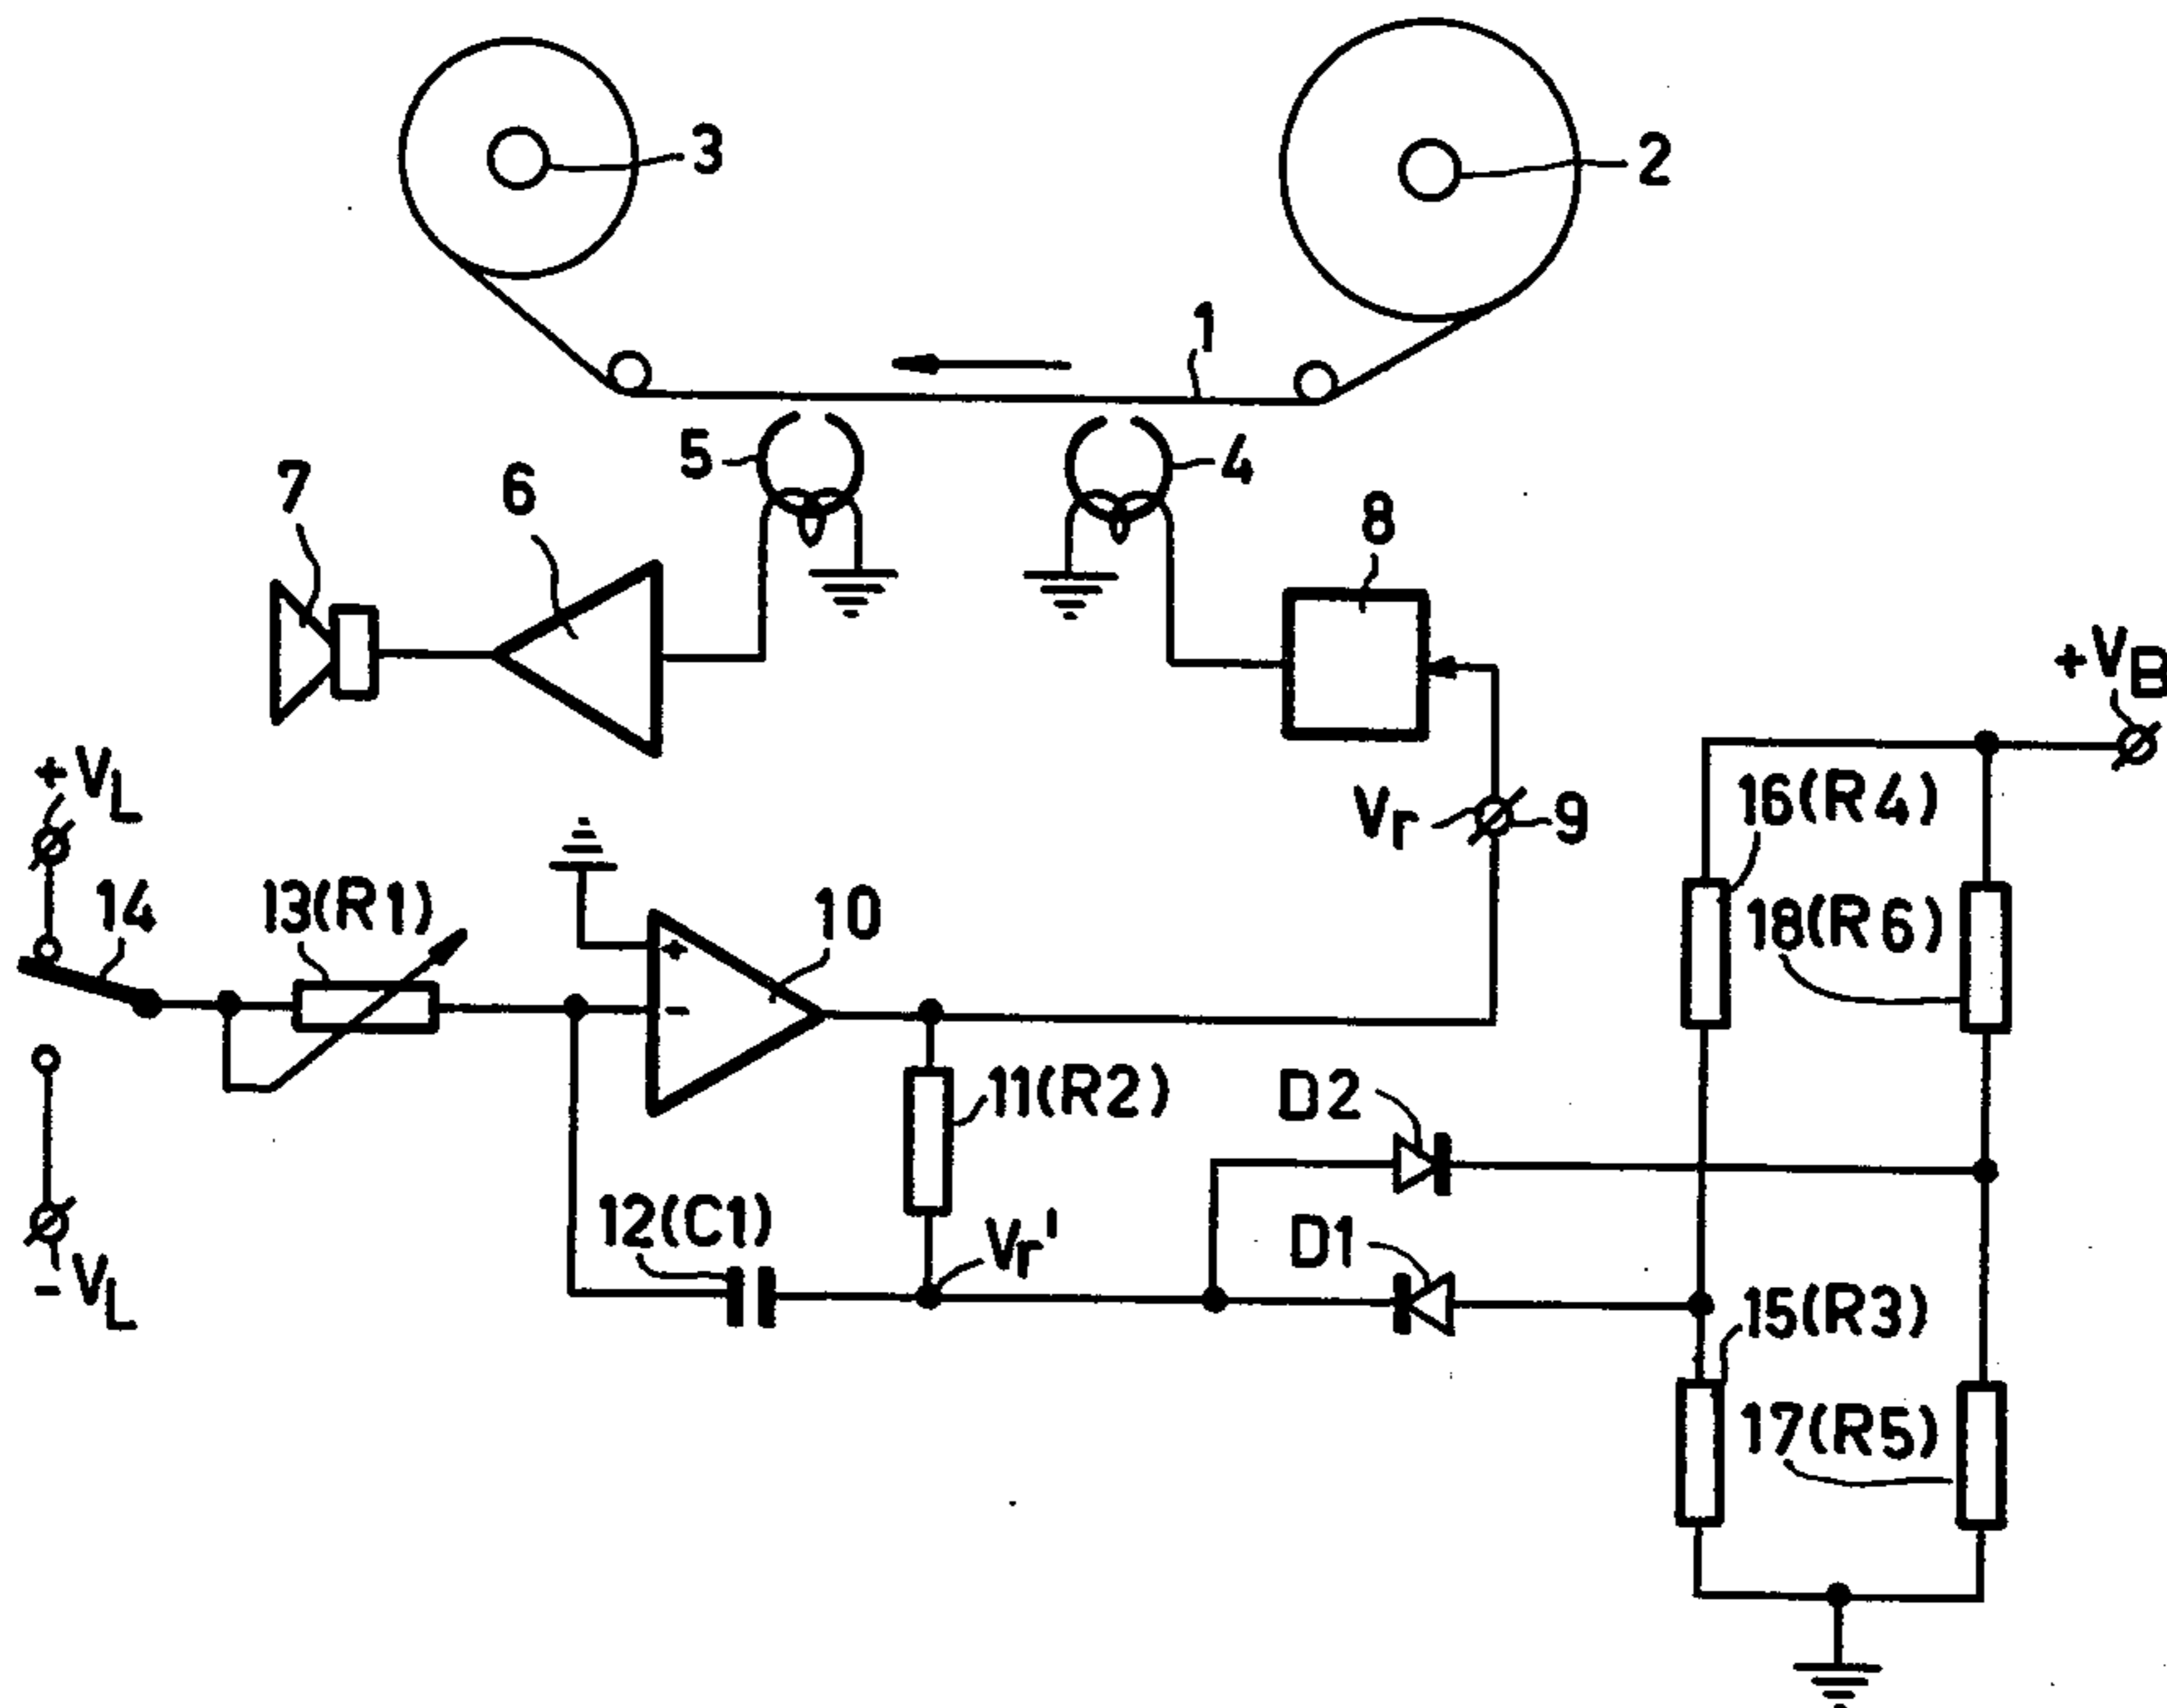 3
2
1
5
4
7
6
8
+VB
+VL
16(R4)
Vr
9
14
13(R1)
10
18(R6)
+
-
11(R2)
D2
12(C1)
Vr'
D1
-VL
15(R3)
17(R5)